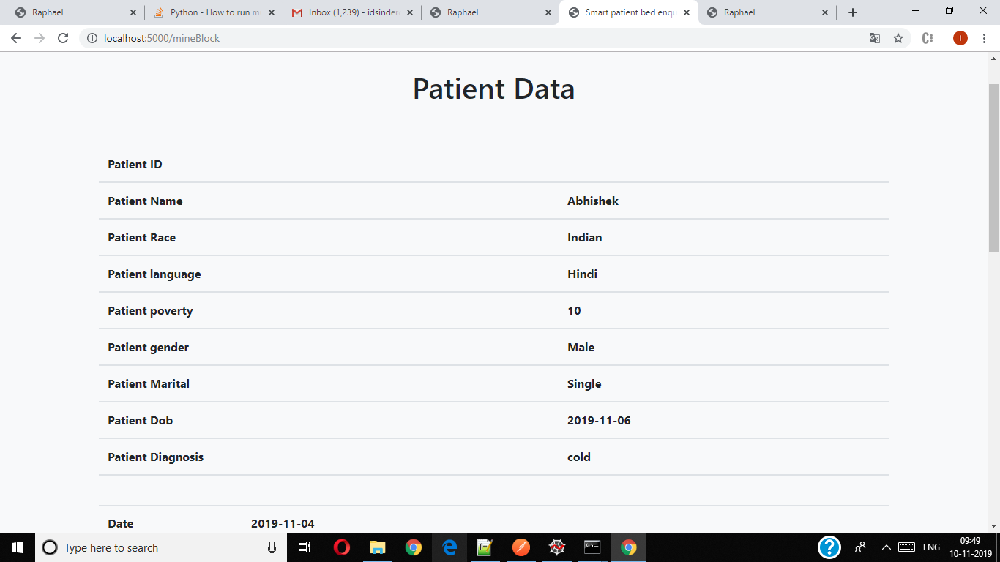 Raphael
Python - How to run mu
Inbox (1,239) - idsinder
Raphael
Smart patient bed enqu
Raphael
localhost:5000/mineBlock
Patient Data
Patient ID
Patient Name Abhishek
Patient Race Indian
Patient language Hindi
Patient poverty 10
Patient gender Male
Patient Marital Single
Patient Dob 2019-11-06
Patient Diagnosis cold
Date 2019-11-04
Type here to search
ENG
09:49
10-11-2019